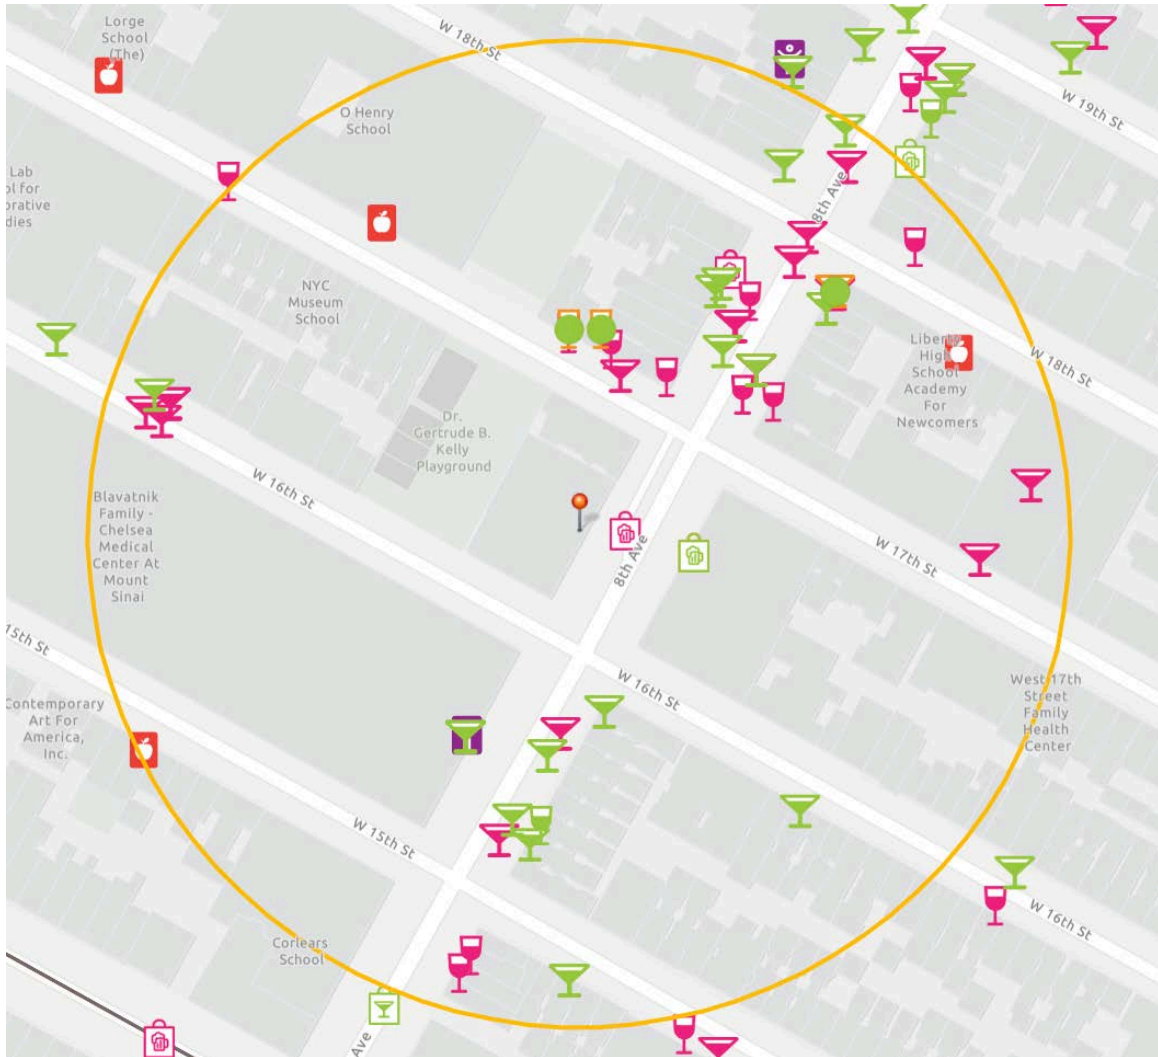 Lorge
School
(The)
W 18th St
O Henry
School
W 19th St
Lab
ol for
orative
dies
8th Ave
NYC
Museum
School
Liberty
High
School
Academy
For
Newcomers
W 18th St
Dr.
Gertrude B.
Kelly
Playground
W 16th St
Blavatnik
Family -
Chelsea
Medical
Center At
Mount
Sinai
8th Ave
W 17th St
15th St
W 16th St
Contemporary
Art For
America,
Inc.
West 17th
Street
Family
Health
Center
W 15th St
W 16th St
Corlears
School
Ave